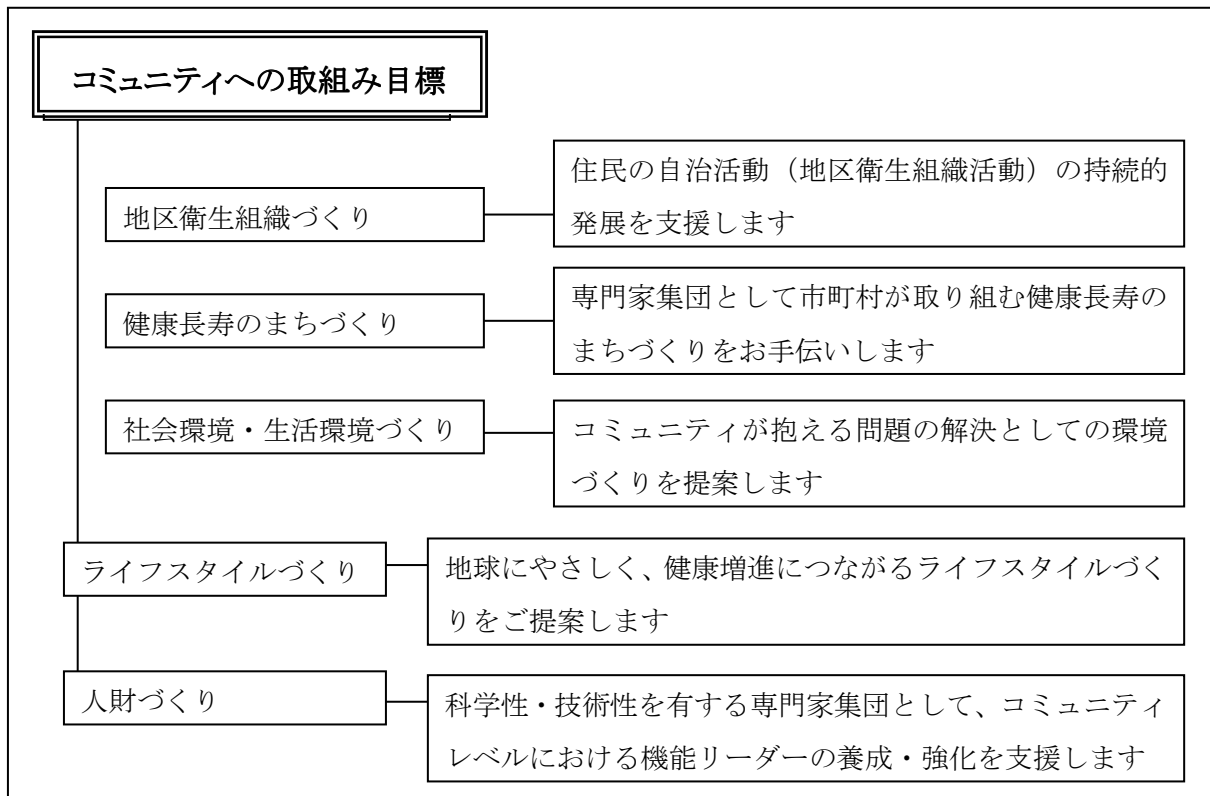 コミュニティへの取組み目標
地区衛生組織づくり
住民の自治活動（地区衛生組織活動）の持続的
発展を支援します
健康長寿のまちづくり
専門家集団として市町村が取り組む健康長寿の
まちづくりをお手伝いします
社会環境・生活環境づくり
コミュニティが抱える問題の解決としての環境
づくりを提案します
ライフスタイルづくり
地球にやさしく、健康増進につながるライフスタイルづく
りをご提案します
人財づくり
科学性・技術性を有する専門家集団として、コミュニティ
レベルにおける機能リーダーの養成・強化を支援します